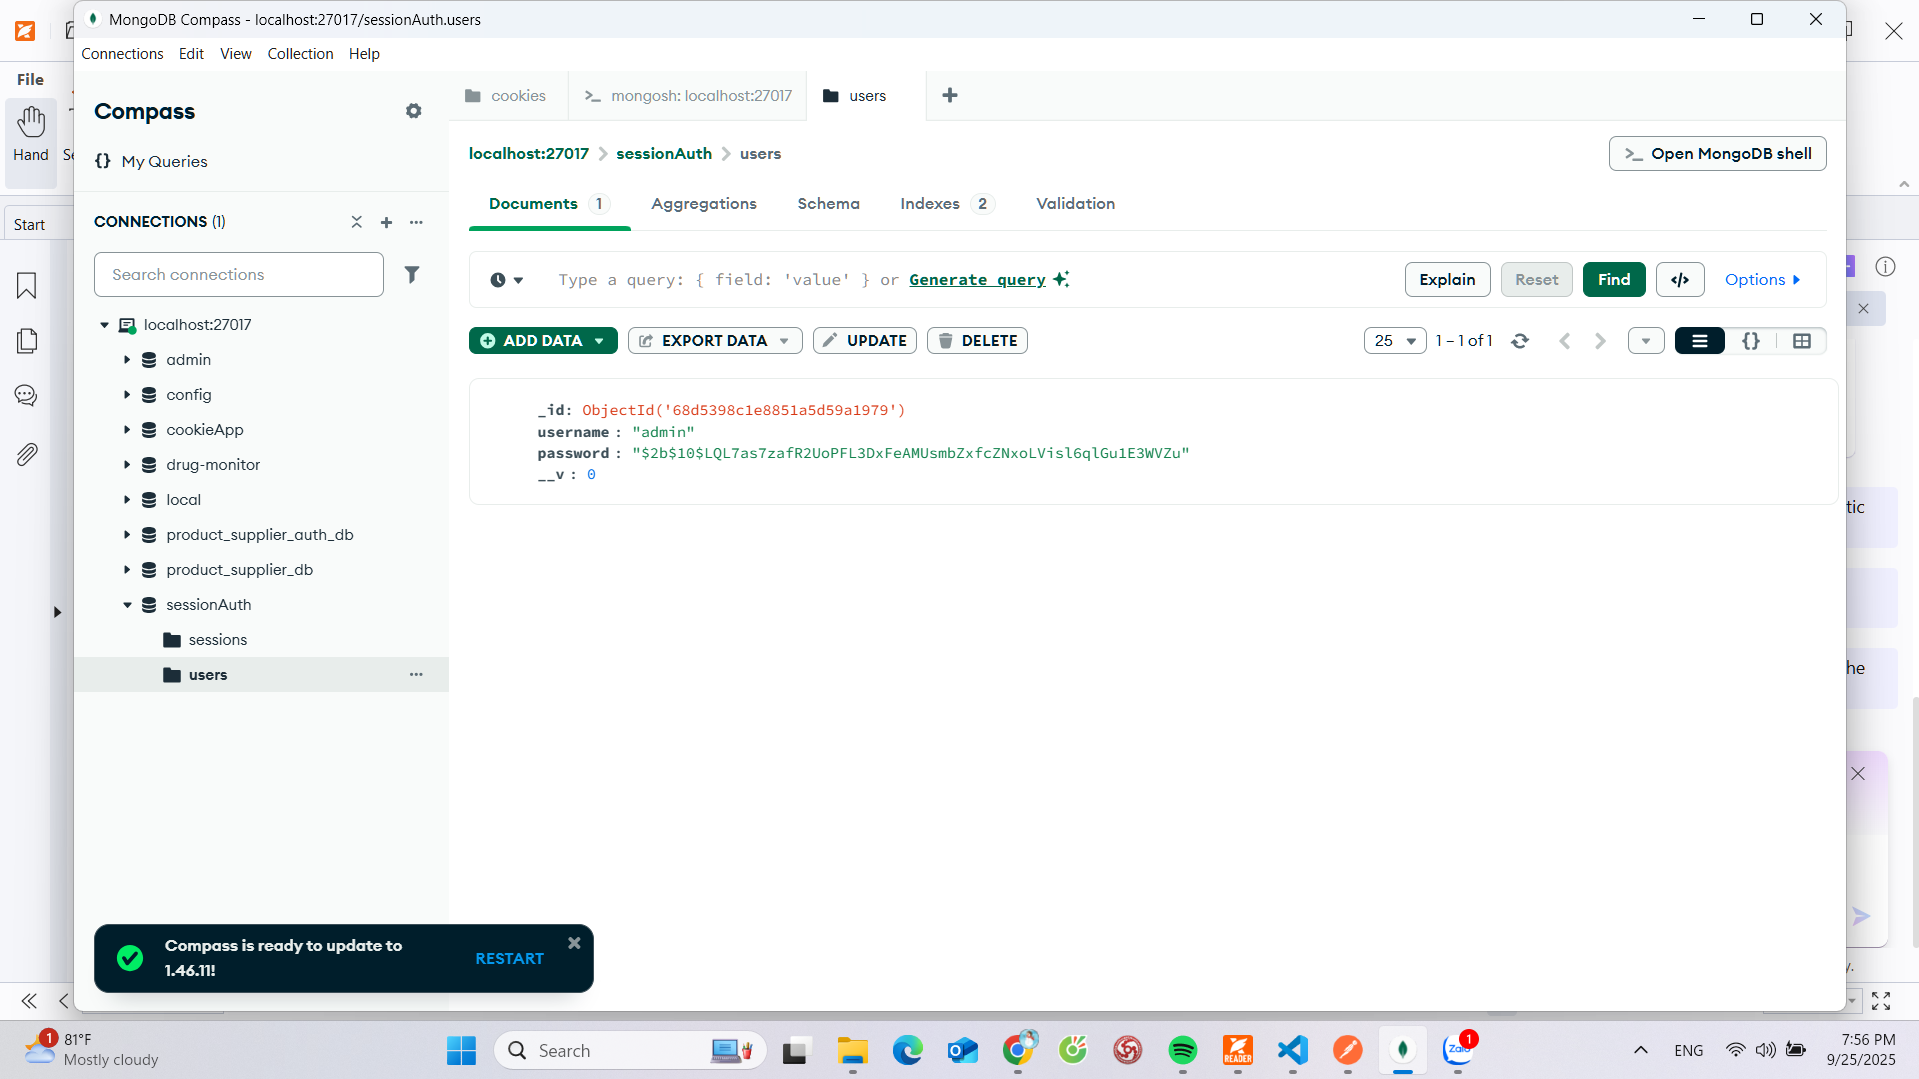 MongoDB Compass - localhost:27017/sessionAuth.users
Connections Edit View Collection Help
File
Hand
Start
Compass
My Queries
CONNECTIONS (1)
Search connections
localhost:27017
admin
config
cookieApp
drug-monitor
local
product_supplier_auth_db
product_supplier_db
sessionAuth
sessions
users
cookies
mongosh: localhost:27017
users
localhost:27017 > sessionAuth > users
Open MongoDB shell
Documents 1
Aggregations
Schema
Indexes 2
Validation
Type a query: { field: 'value' } or Generate query
Explain
Reset
Find
</>
Options
ADD DATA
EXPORT DATA
UPDATE
DELETE
25
1 – 1 of 1
{}
_id: ObjectId('68d5398c1e8851a5d59a1979')
username : "admin"
password : "$2b$10$LQL7as7zafR2UoPFL3DxFeAMUsmbZxfcZNxoLVisl6qlGu1E3WVZu"
__v : 0
tic
he
y.
Compass is ready to update to
1.46.11!
RESTART
1
81°F
Mostly cloudy
Search
READER
Zalo
1
ENG
7:56 PM
9/25/2025